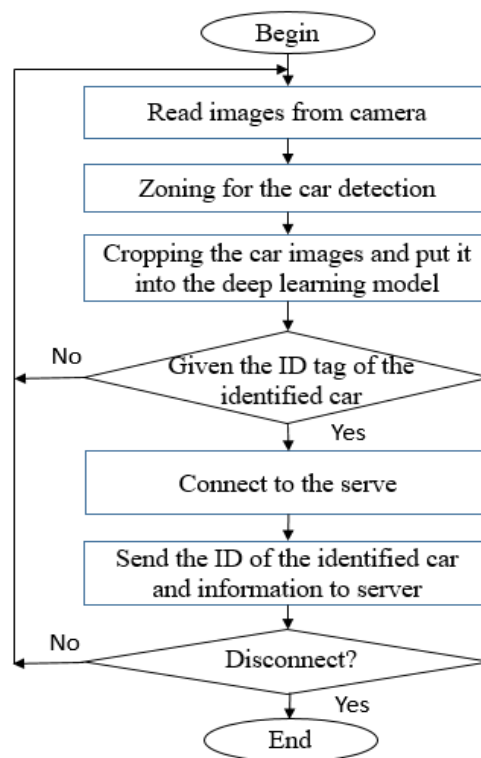 Begin
Read images from camera
Zoning for the car detection
Cropping the car images and put it
into the deep learning model
No
Given the ID tag of the
identified car
Yes
Connect to the serve
Send the ID of the identified car
and information to server
No
Disconnect?
Yes
End